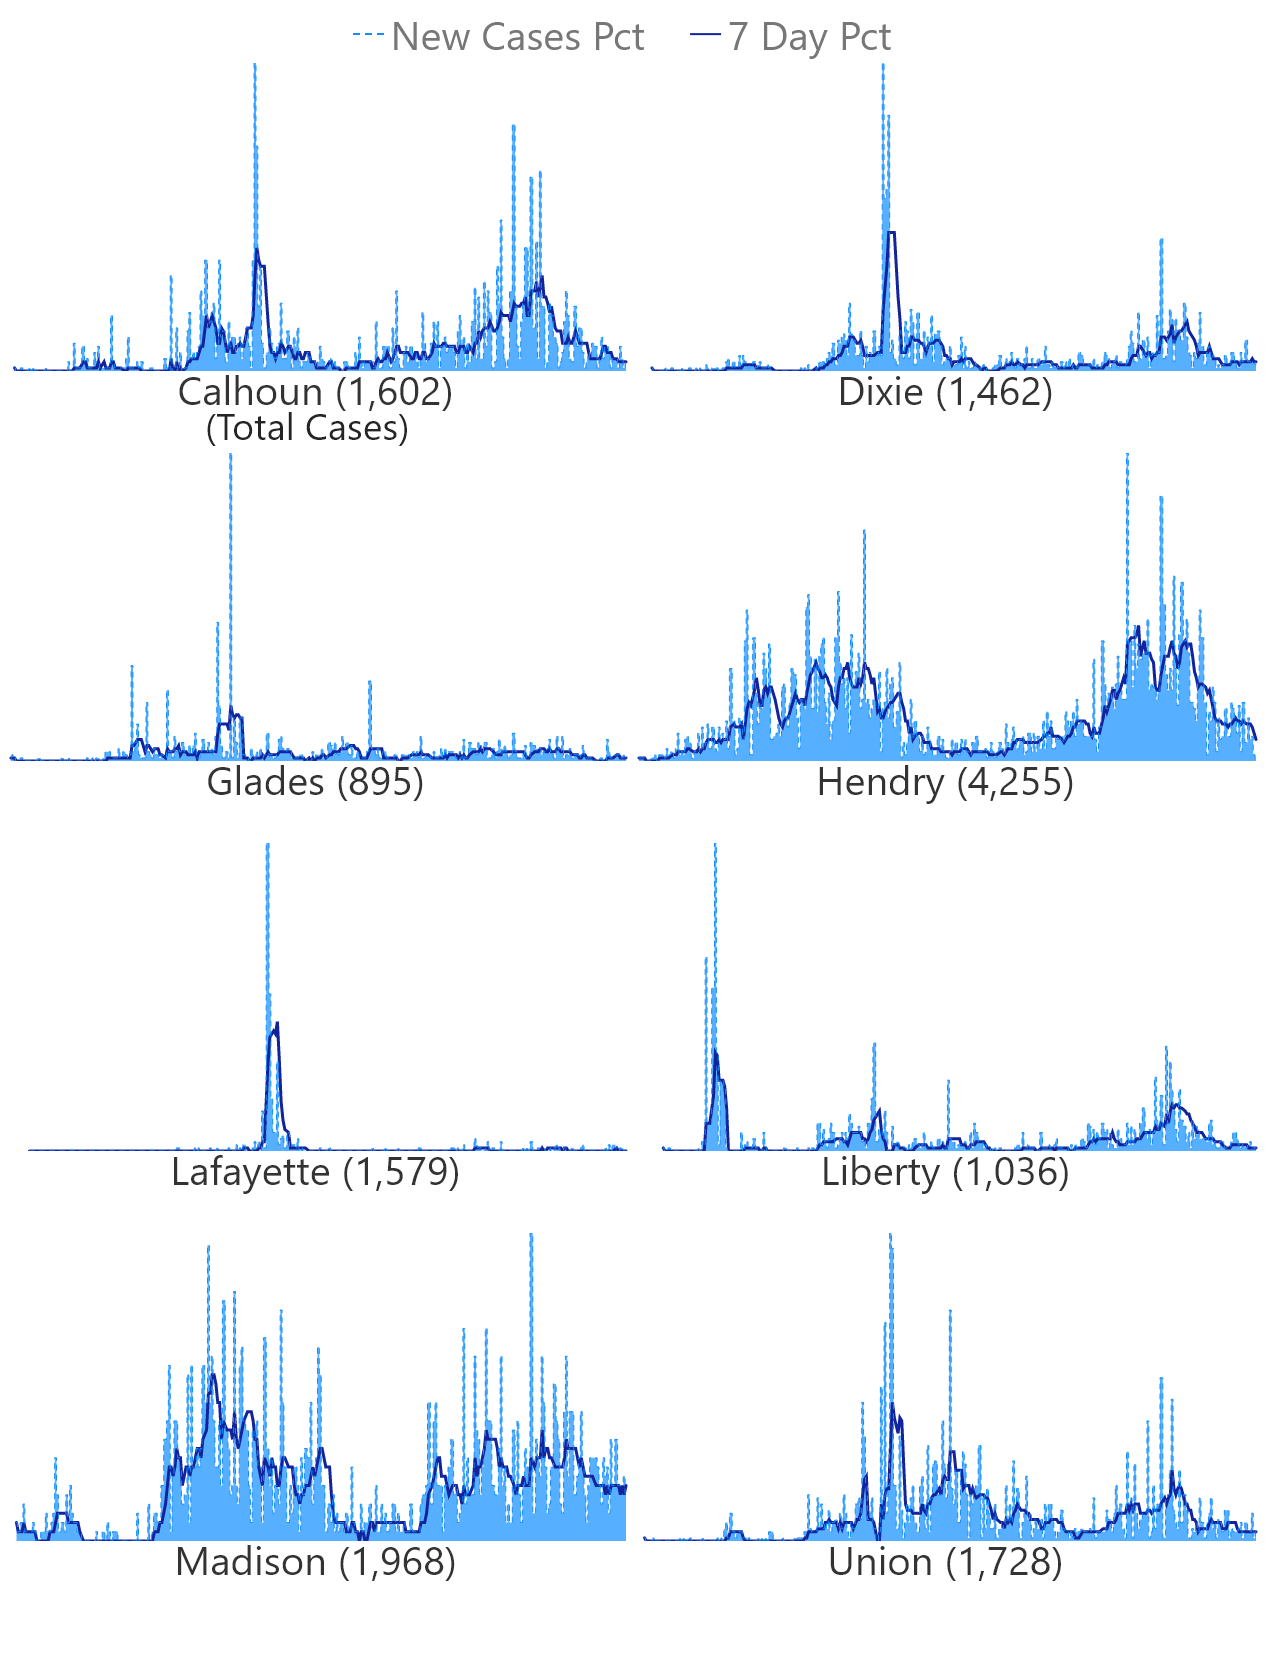 New Cases Pct 7 Day Pct
Calhoun (1,602) Dixie (1,462)
(Total Cases)
Glades (895) Hendry (4,255)
Lafayette (1,579) Liberty (1,036)
Madison (1,968) Union (1,728)